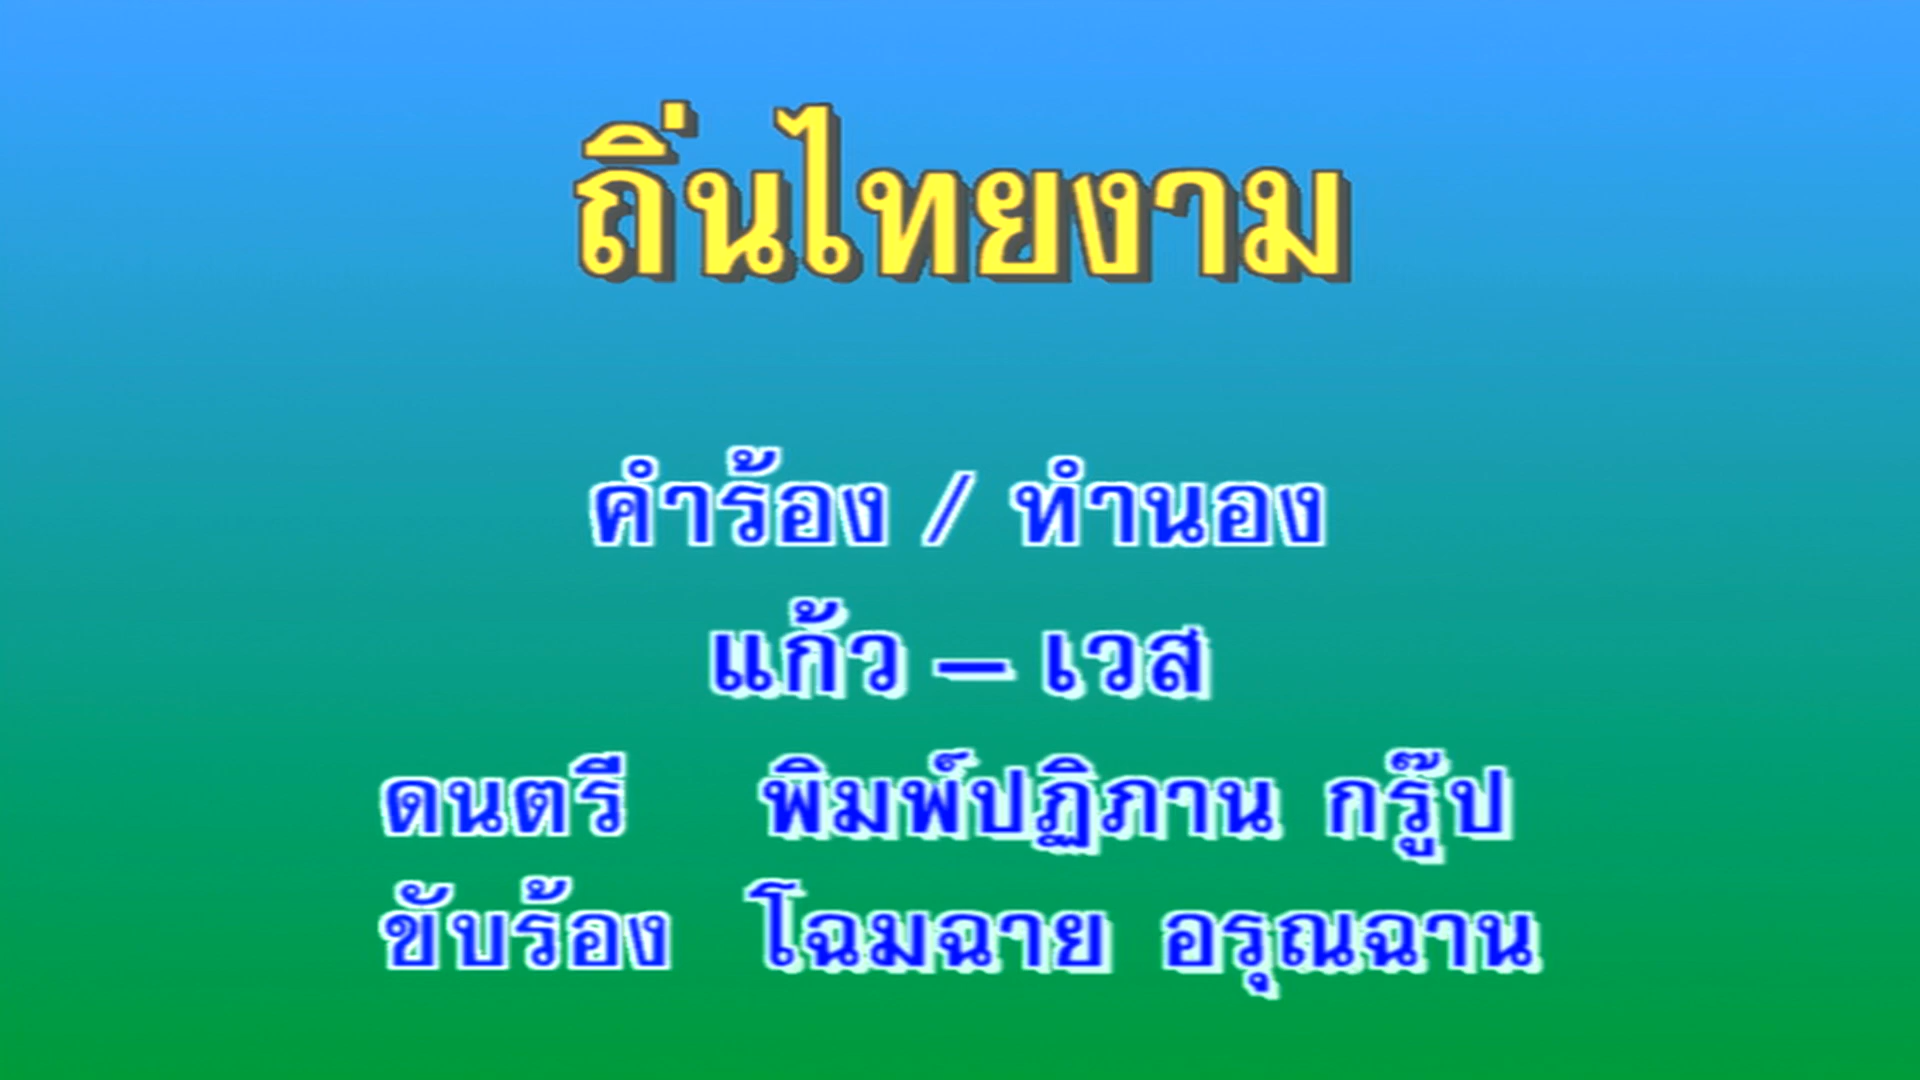 ถิ่นไทยงาม
คำร้อง / ทำนอง
แก้ว – เวส
ดนตรี พิมพ์ปฏิภาน กรู๊ป
ขับร้อง โฉมฉาย อรุณฉาน